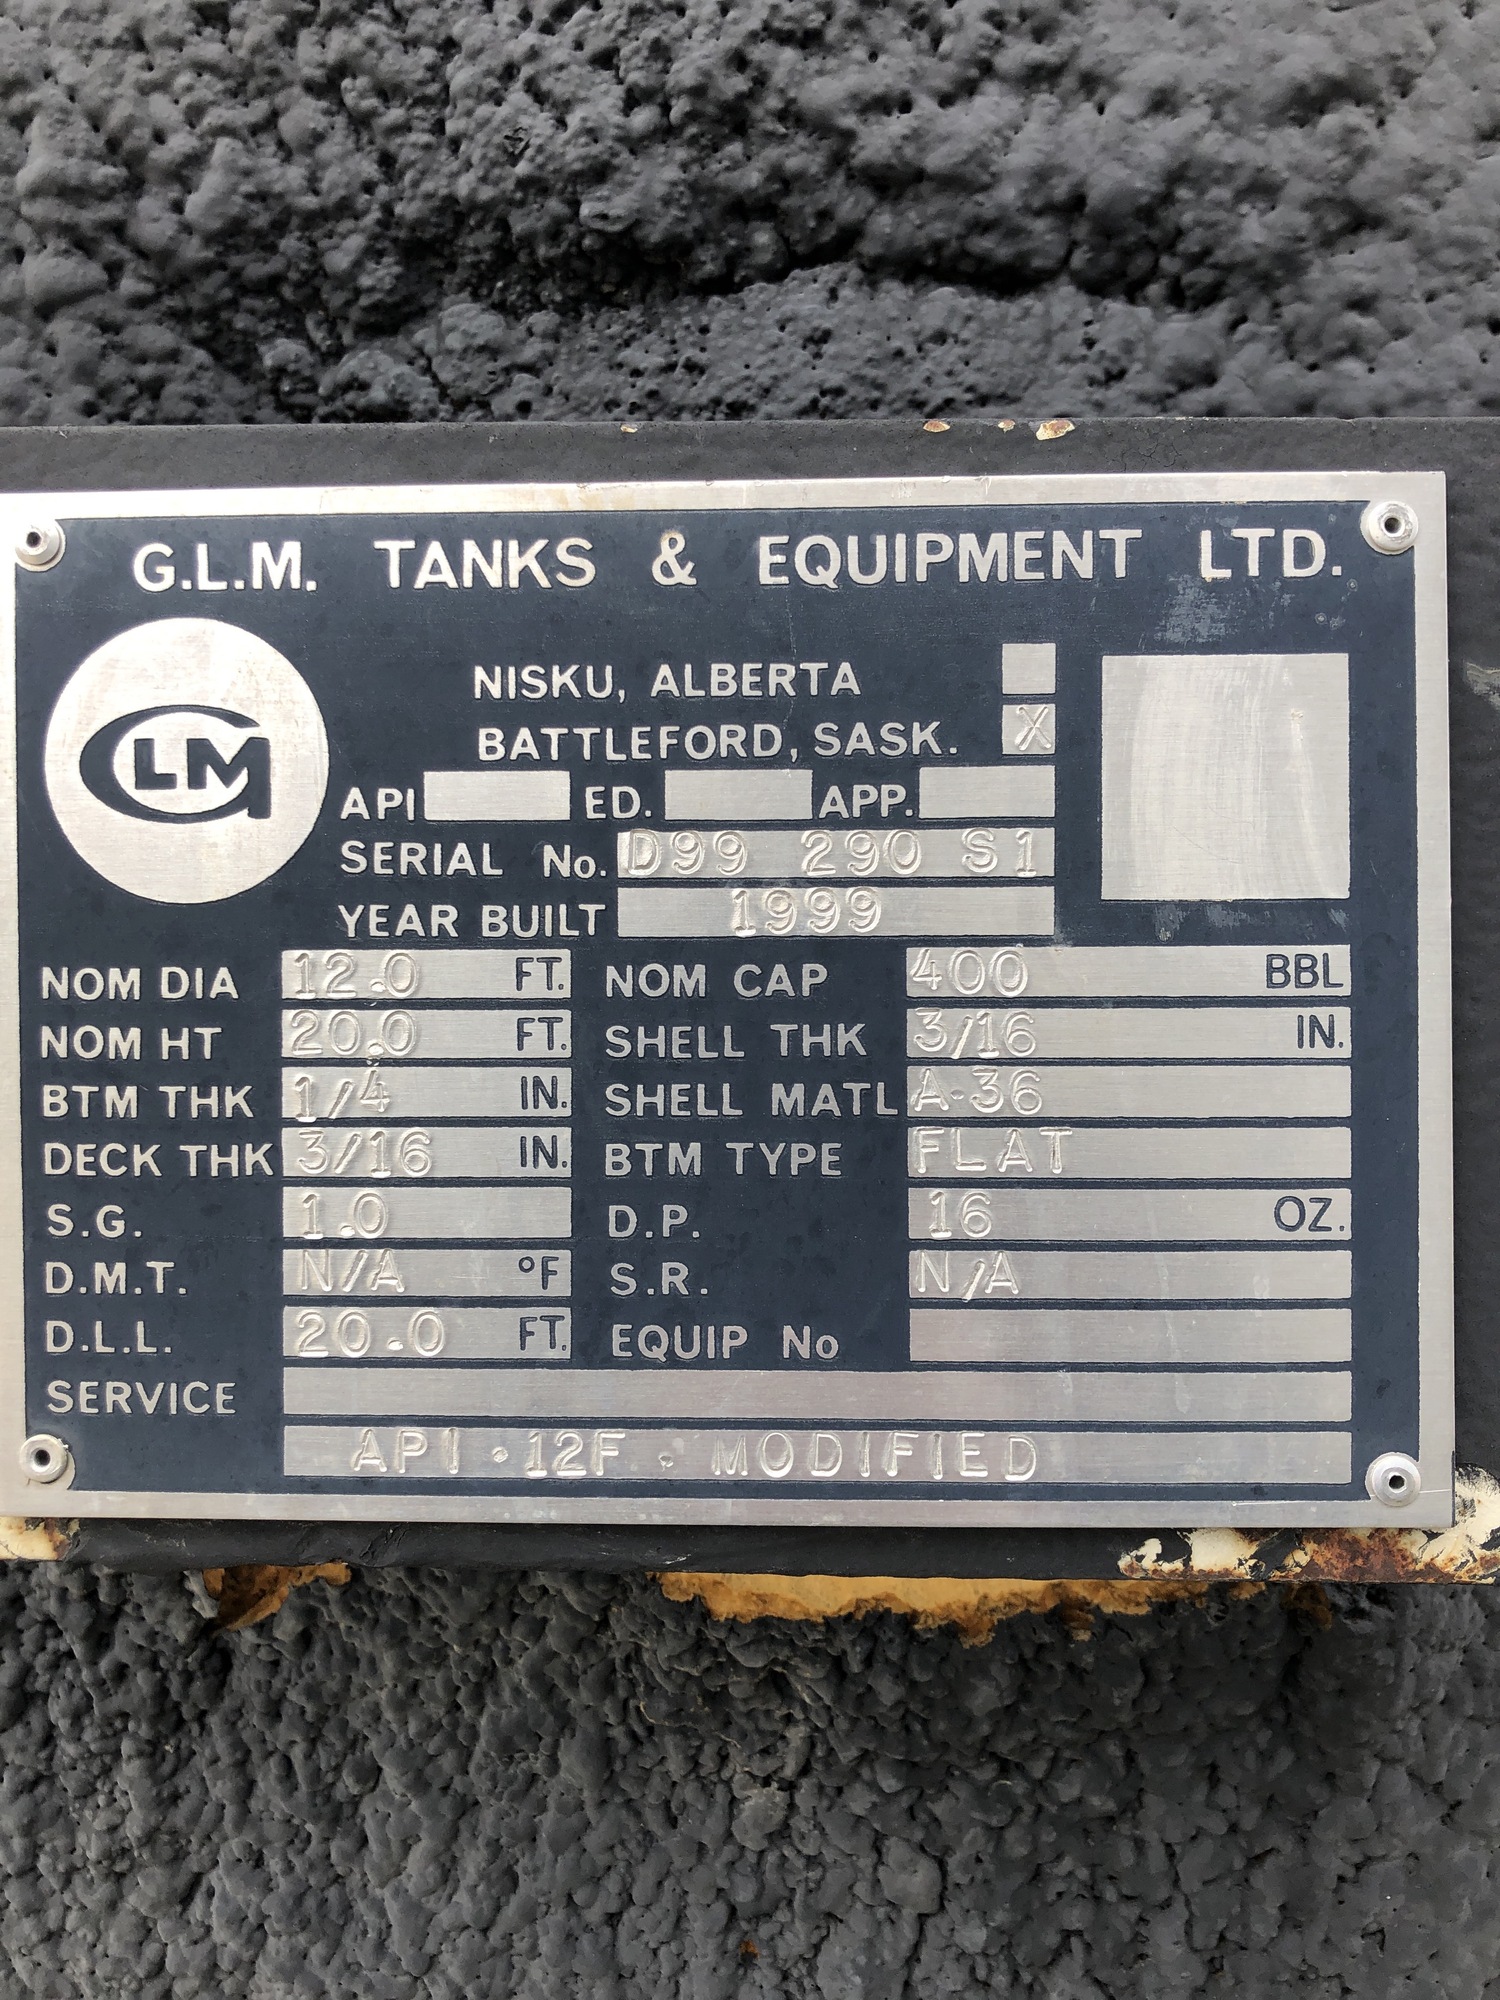 G.L.M. TANKS & EQUIPMENT LTD.
GLM
NISKU, ALBERTA
BATTLEFORD, SASK. X
API ED. APP.
SERIAL No. D99 290 S1
YEAR BUILT 1999
NOM DIA 12.0 FT. NOM CAP 400 BBL
NOM HT 20.0 FT. SHELL THK 3/16 IN.
BTM THK 1/4 IN. SHELL MATL A-36
DECK THK 3/16 IN. BTM TYPE FLAT
S.G. 1.0 D.P. 16 OZ.
D.M.T. N/A °F S.R. N/A
D.L.L. 20.0 FT. EQUIP No
SERVICE
API · 12F · MODIFIED